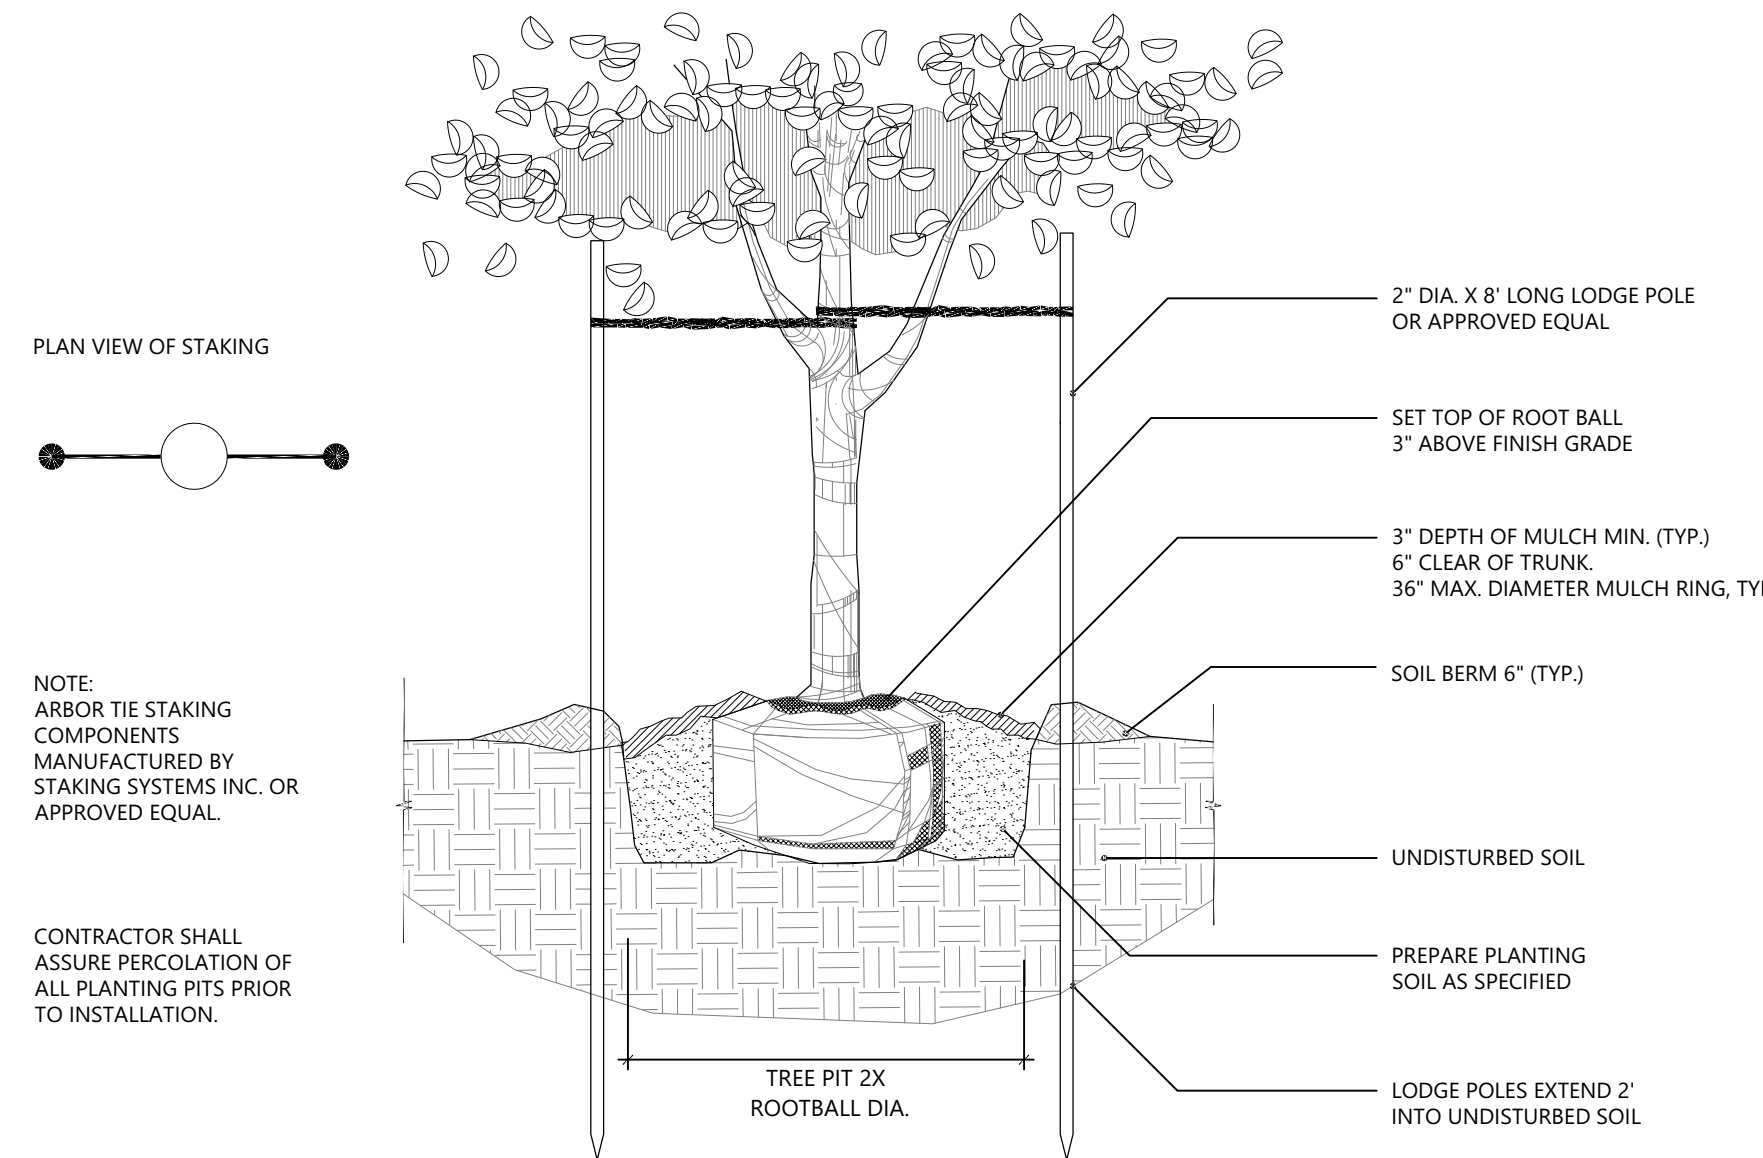 PLAN VIEW OF STAKING
NOTE:
ARBOR TIE STAKING
COMPONENTS
MANUFACTURED BY
STAKING SYSTEMS INC. OR
APPROVED EQUAL.
CONTRACTOR SHALL
ASSURE PERCOLATION OF
ALL PLANTING PITS PRIOR
TO INSTALLATION.
2" DIA. X 8' LONG LODGE POLE
OR APPROVED EQUAL
SET TOP OF ROOT BALL
3" ABOVE FINISH GRADE
3" DEPTH OF MULCH MIN. (TYP.)
6" CLEAR OF TRUNK.
36" MAX. DIAMETER MULCH RING,
SOIL BERM 6" (TYP.)
UNDISTURBED SOIL
PREPARE PLANTING
SOIL AS SPECIFIED
LODGE POLES EXTEND 2'
INTO UNDISTURBED SOIL
TREE PIT 2X
ROOTBALL DIA.